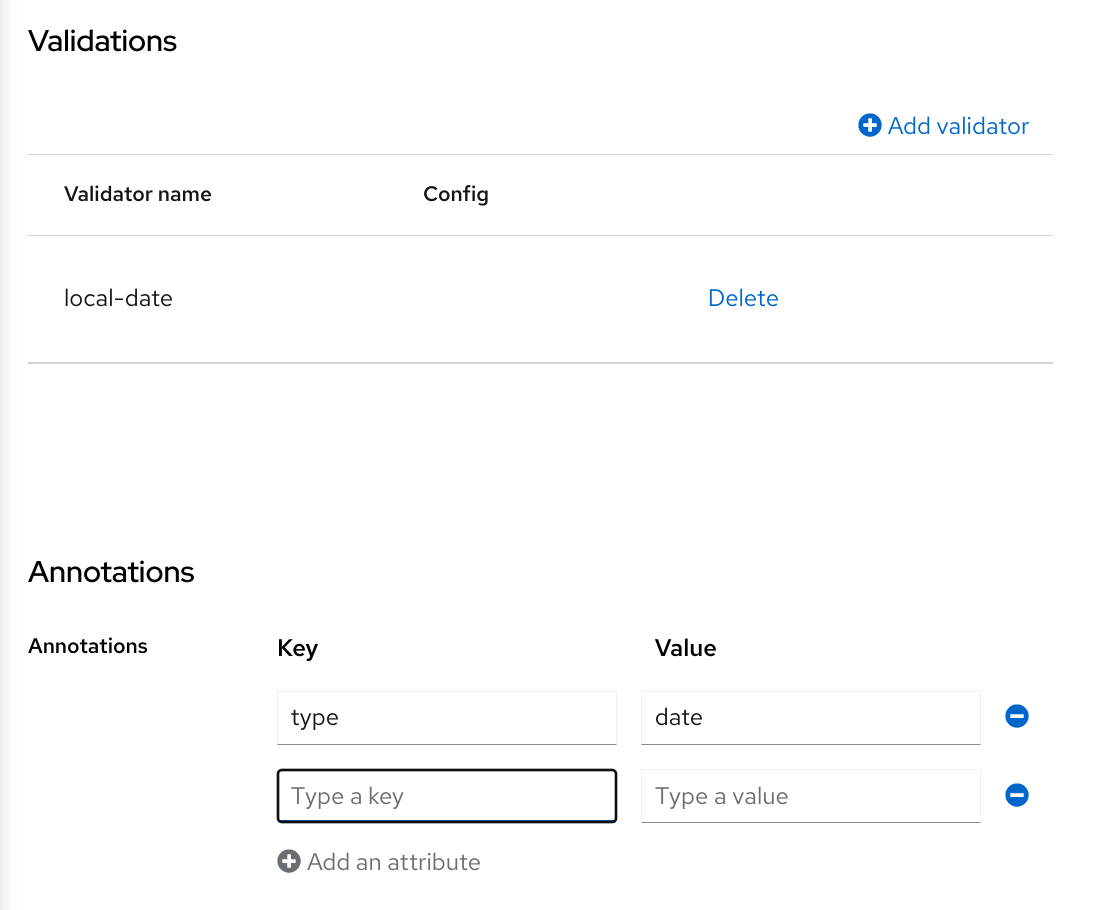 Validations
Add validator
Validator name Config
local-date Delete
Annotations
Annotations Key Value
type date
Type a key Type a value
Add an attribute